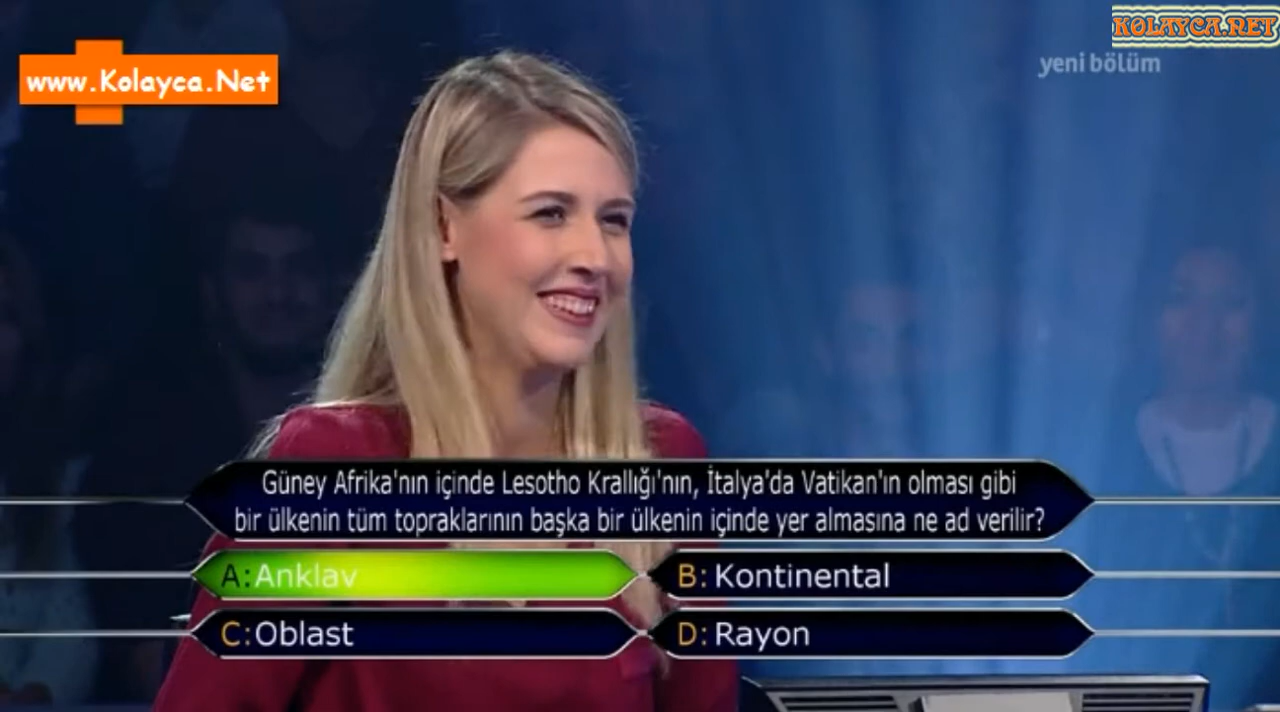 KOLAYCA.NET
www.Kolayca.Net
yeni bölüm
Güney Afrika'nın içinde Lesotho Krallığı'nın, İtalya'da Vatikan'ın olması gibi
bir ülkenin tüm topraklarının başka bir ülkenin içinde yer almasına ne ad verilir?
A:Anklav
B:Kontinental
C:Oblast
D:Rayon